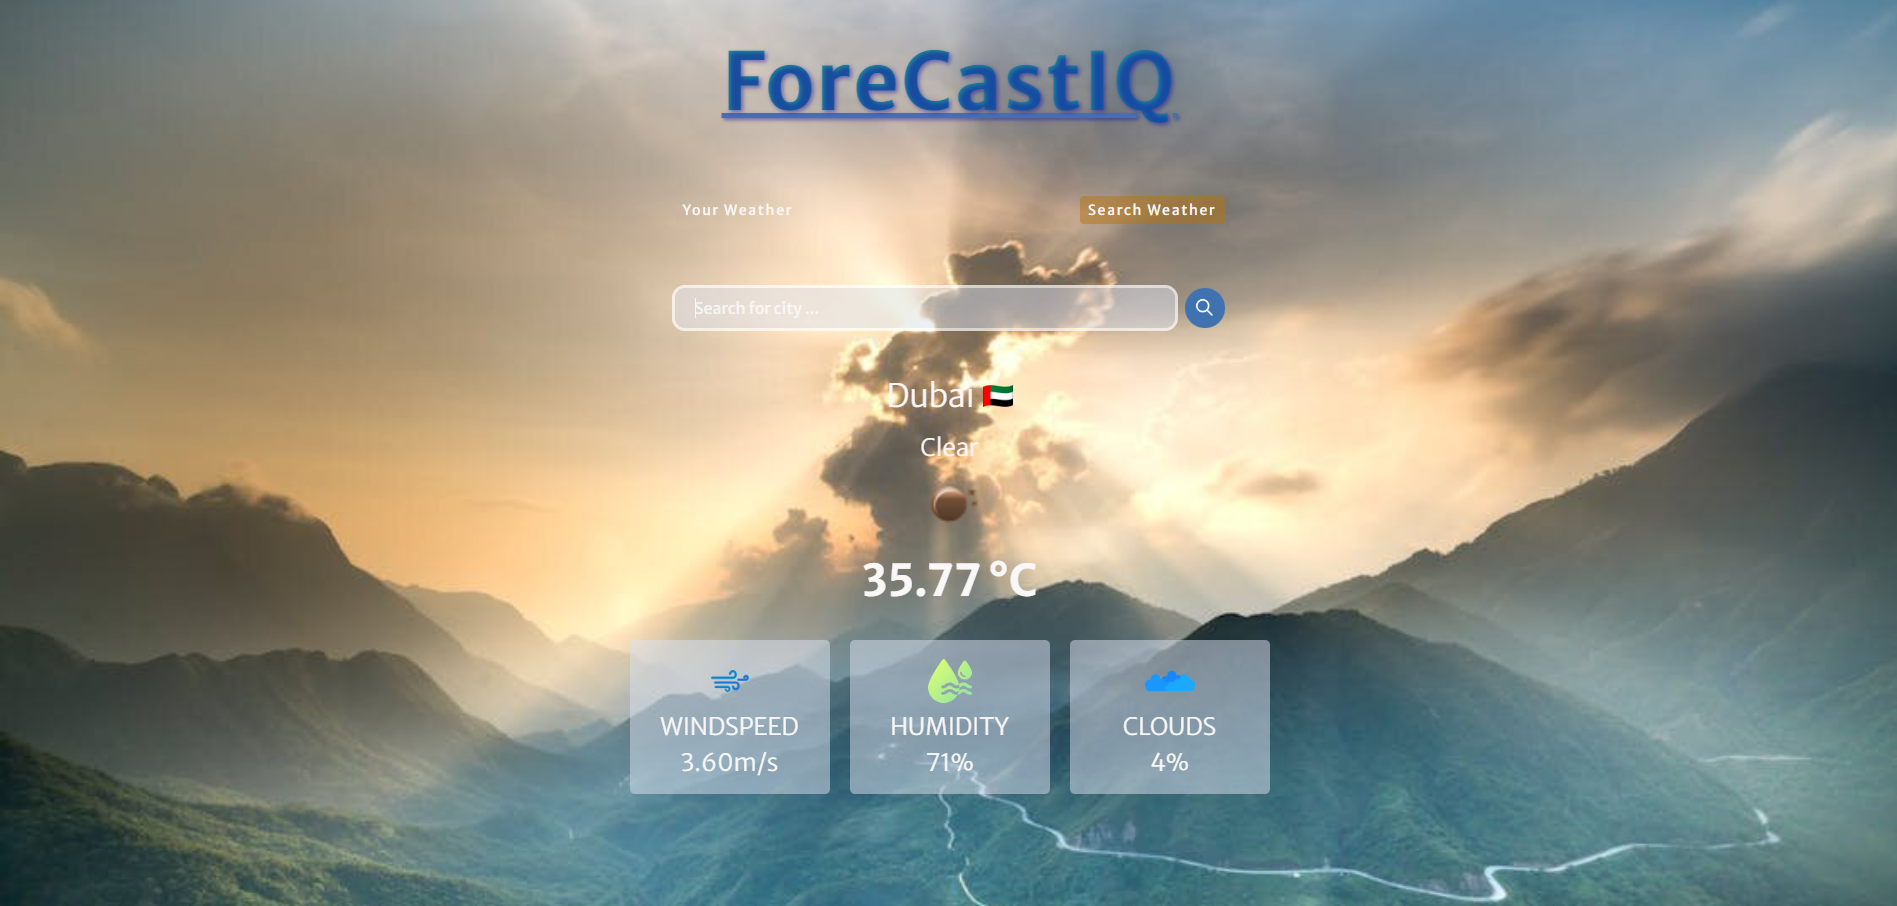 ForeCastIQ
Your Weather
Search Weather
Search for city ...
Dubai
Clear
35.77 °C
WINDSPEED
3.60m/s
HUMIDITY
71%
CLOUDS
4%